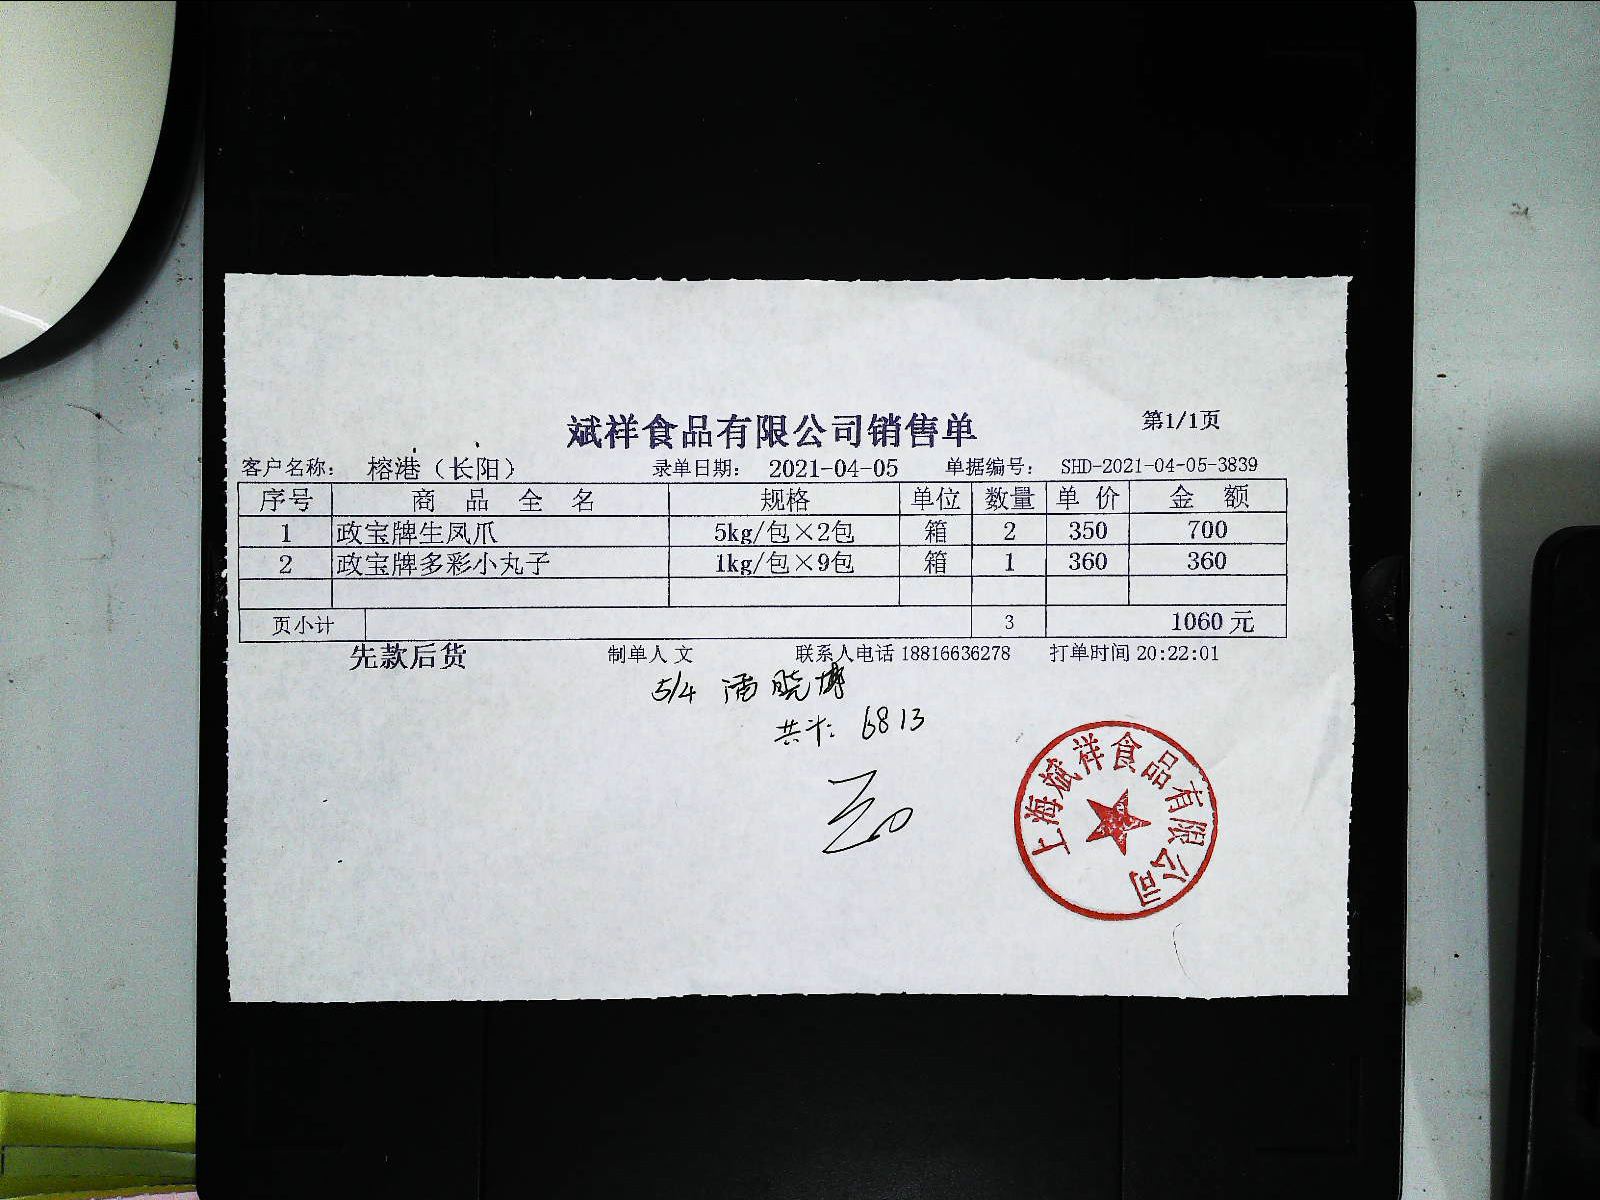 斌祥食品有限公司销售单 第1/1页
客户名称: 榕港（长阳） 录单日期: 2021-04-05 单据编号: SHD-2021-04-05-3839
序号 商品全名 规格 单位 数量 单价 金额
1 政宝牌生凤爪 5kg/包×2包 箱 2 350 700
2 政宝牌多彩小丸子 1kg/包×9包 箱 1 360 360
页小计 3 1060元
先款后货 制单人 文 联系人电话 18816636278 打单时间 20:22:01
5/4 潘晓婷
共计: 6813
上海斌祥食品有限公司